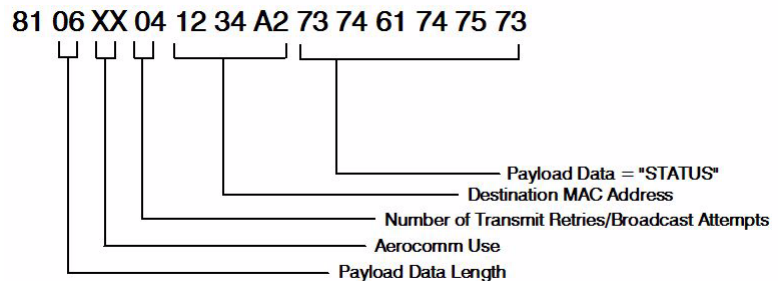 81 06 XX 04 12 34 A2 73 74 61 74 75 73
Payload Data = "STATUS"
Destination MAC Address
Number of Transmit Retries/Broadcast Attempts
Aerocomm Use
Payload Data Length